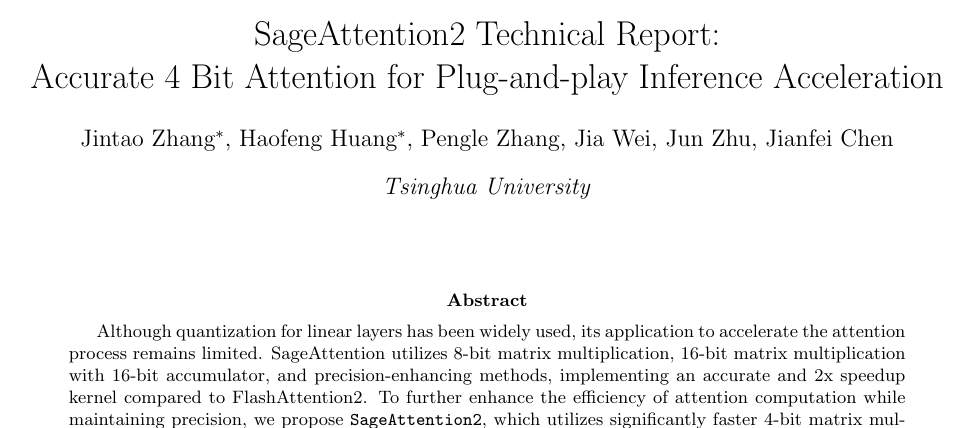 SageAttention2 Technical Report:
Accurate 4 Bit Attention for Plug-and-play Inference Acceleration
Jintao Zhang*, Haofeng Huang*, Pengle Zhang, Jia Wei, Jun Zhu, Jianfei Chen
Tsinghua University
Abstract
Although quantization for linear layers has been widely used, its application to accelerate the attention
process remains limited. SageAttention utilizes 8-bit matrix multiplication, 16-bit matrix multiplication
with 16-bit accumulator, and precision-enhancing methods, implementing an accurate and 2x speedup
kernel compared to FlashAttention2. To further enhance the efficiency of attention computation while
maintaining precision, we propose SageAttention2, which utilizes significantly faster 4-bit matrix mul-